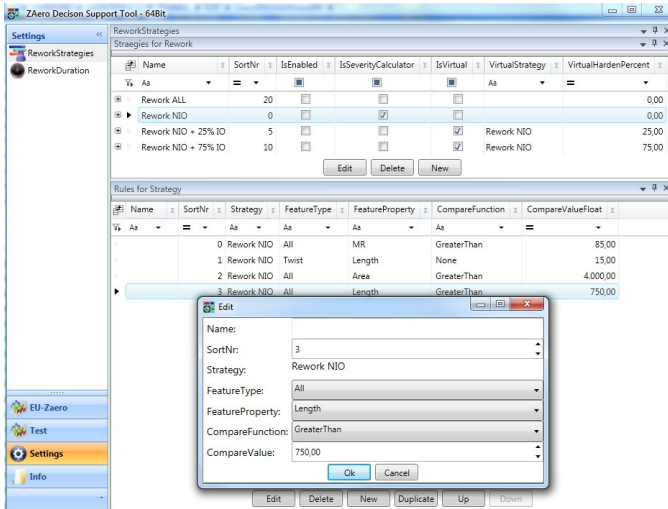 ZAero Decison Support Tool - 64Bit
Settings
ReworkStrategies
ReworkDuration
ReworkStrategies
Straegies for Rework
Name SortNr IsEnabled IsSeverityCalculator IsVirtual VirtualStrategy VirtualHardenPercent
Aa = Aa =
Rework ALL 20 0,00
Rework NIO 0 0,00
Rework NIO + 25% IO 5 Rework NIO 25,00
Rework NIO + 75% IO 10 Rework NIO 75,00
Edit Delete New
Rules for Strategy
Name SortNr Strategy FeatureType FeatureProperty CompareFunction CompareValueFloat
Aa = Aa Aa Aa Aa =
0 Rework NIO All MR GreaterThan 85,00
1 Rework NIO Twist Length None 15,00
2 Rework NIO All Area GreaterThan 4.000,00
3 Rework NIO All Length GreaterThan 750,00
Edit
Name:
SortNr: 3
Strategy: Rework NIO
FeatureType: All
FeatureProperty: Length
CompareFunction: GreaterThan
CompareValue: 750,00
Ok Cancel
EU-Zaero
Test
Settings
Info
Edit Delete New Duplicate Up Down